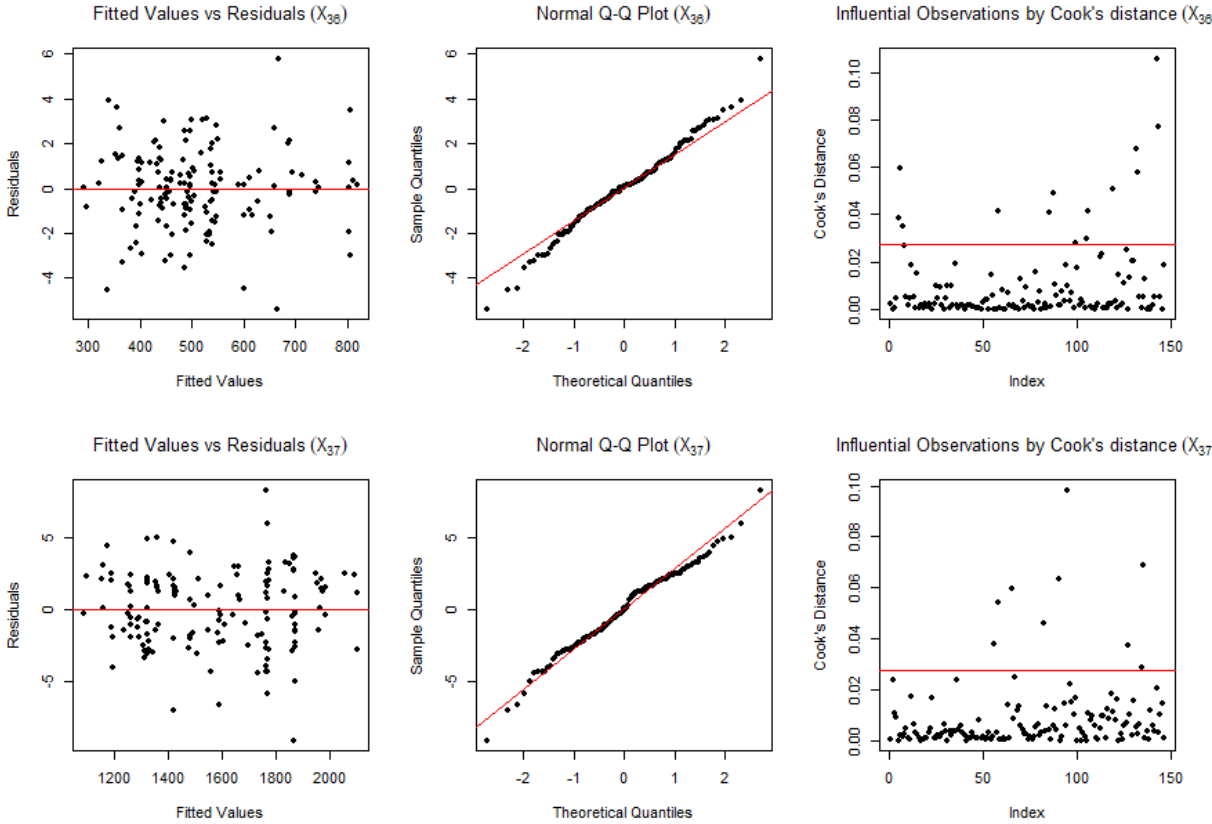 Fitted Values vs Residuals (X36)
Residuals
6
4
2
0
-2
-4
300 400 500 600 700 800
Fitted Values
Normal Q-Q Plot (X36)
Sample Quantiles
6
4
2
0
-2
-4
-2 -1 0 1 2
Theoretical Quantiles
Influential Observations by Cook's distance (X36
Cook's Distance
0.10
0.08
0.06
0.04
0.02
0.00
0 50 100 150
Index
Fitted Values vs Residuals (X37)
Residuals
5
0
-5
1200 1400 1600 1800 2000
Fitted Values
Normal Q-Q Plot (X37)
Sample Quantiles
5
0
-5
-2 -1 0 1 2
Theoretical Quantiles
Influential Observations by Cook's distance (X37
Cook's Distance
0.10
0.08
0.06
0.04
0.02
0.00
0 50 100 150
Index